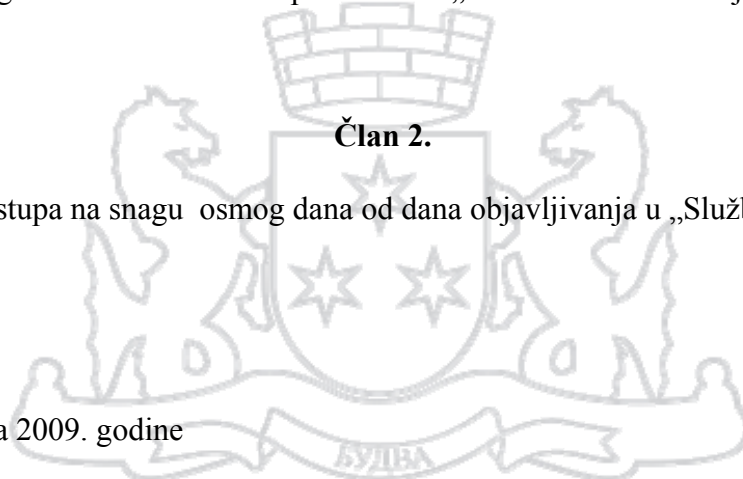 Član 2.
stupa na snagu osmog dana od dana objavljivanja u „Služb
a 2009. godine
БУДВА